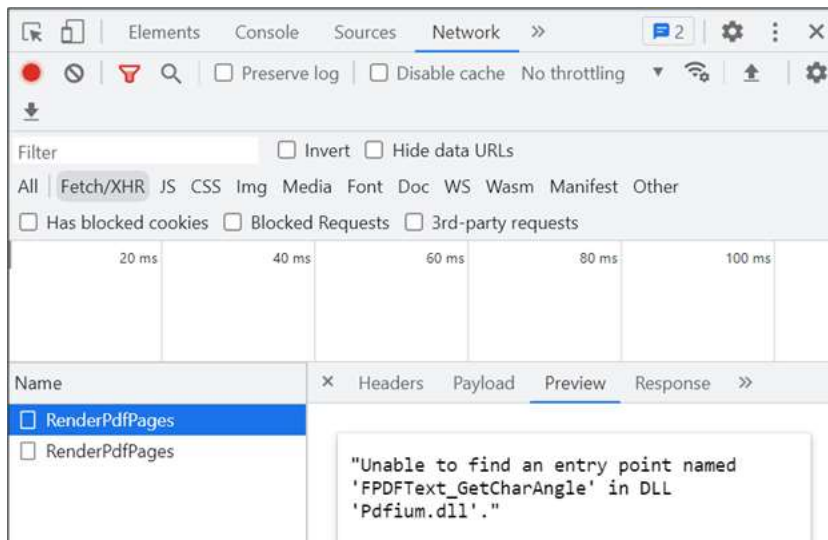 Elements Console Sources Network » 2
Preserve log Disable cache No throttling
Filter Invert Hide data URLs
All Fetch/XHR JS CSS Img Media Font Doc WS Wasm Manifest Other
Has blocked cookies Blocked Requests 3rd-party requests
20 ms 40 ms 60 ms 80 ms 100 ms
Name × Headers Payload Preview Response »
RenderPdfPages
RenderPdfPages
"Unable to find an entry point named
'FPDFText_GetCharAngle' in DLL
'Pdfium.dll'."